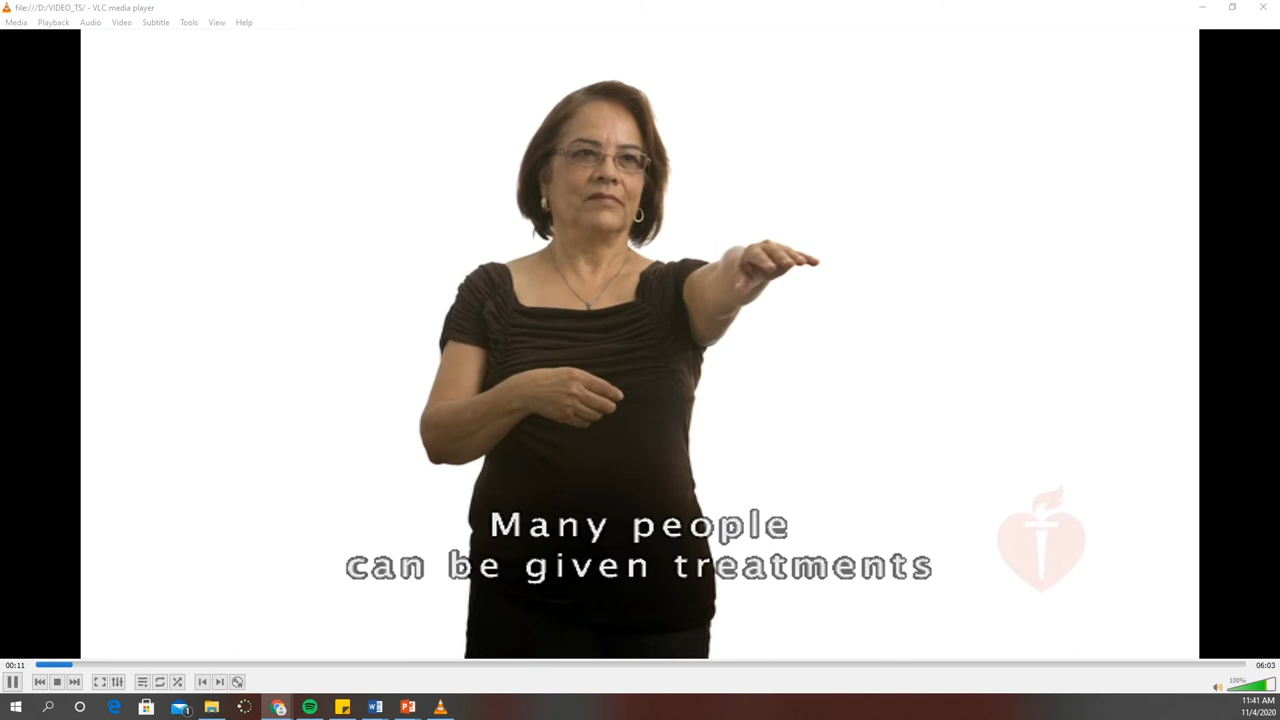 file:///D:/VIDEO_TS/ - VLC media player
Media Playback Audio Video Subtitle Tools View Help
Many people
can be given treatments
00:11
06:03
100%
11:41 AM
11/4/2020